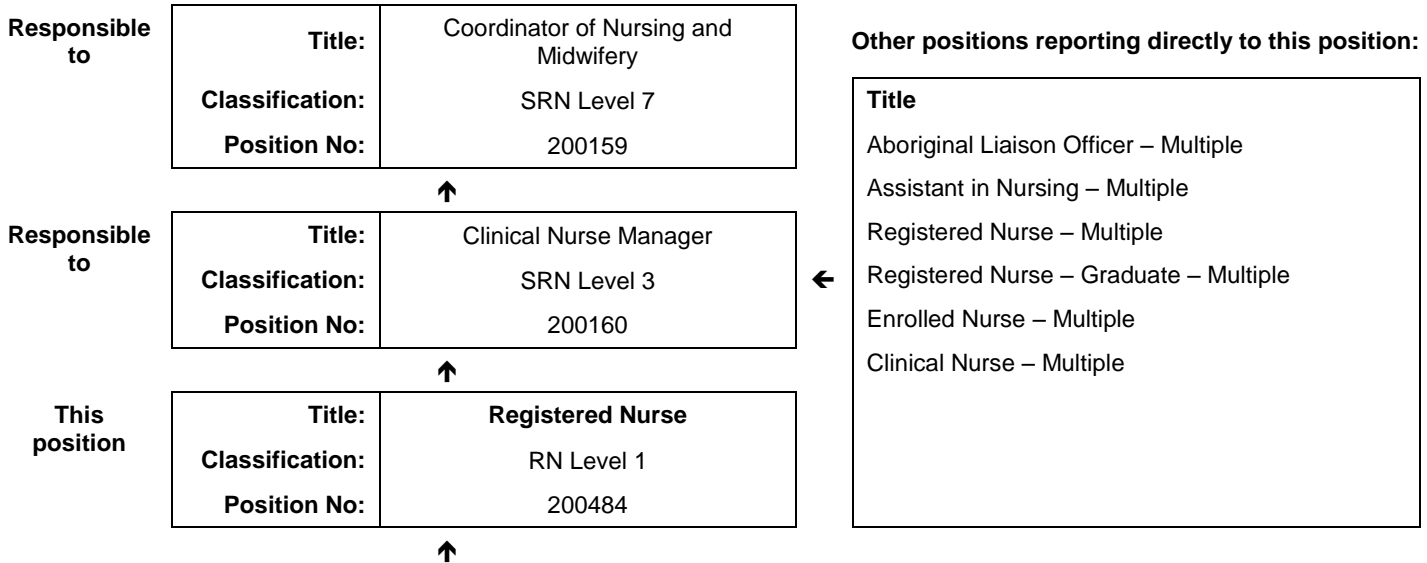 Responsible
to
Title:
Coordinator of Nursing and
Midwifery
Classification:
SRN Level 7
Position No:
200159
↑
Responsible
to
Title:
Clinical Nurse Manager
Classification:
SRN Level 3
Position No:
200160
↑
This
position
Title:
Registered Nurse
Classification:
RN Level 1
Position No:
200484
↑
Other positions reporting directly to this position:
←
Title
Aboriginal Liaison Officer – Multiple
Assistant in Nursing – Multiple
Registered Nurse – Multiple
Registered Nurse – Graduate – Multiple
Enrolled Nurse – Multiple
Clinical Nurse – Multiple